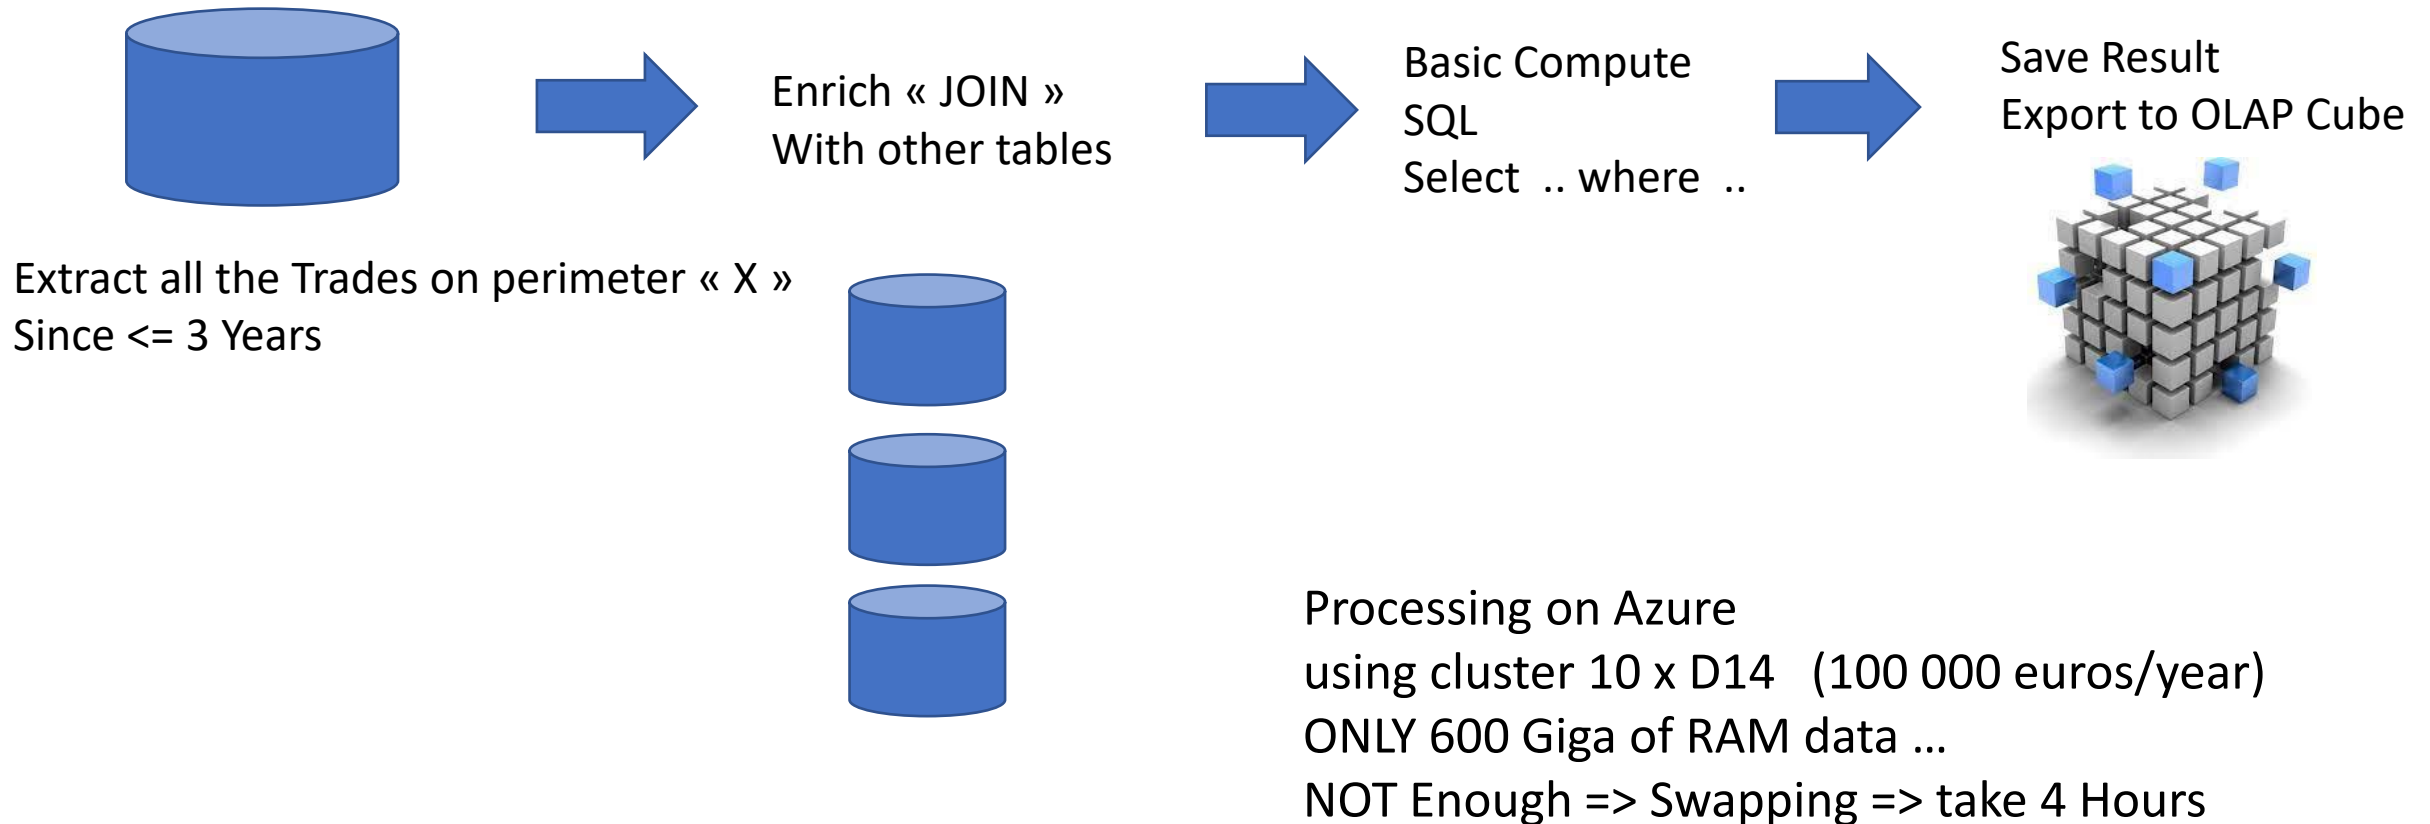 Extract all the Trades on perimeter « X »
Since <= 3 Years
Enrich « JOIN »
With other tables
Basic Compute
SQL
Select .. where ..
Save Result
Export to OLAP Cube
Processing on Azure
using cluster 10 x D14 (100 000 euros/year)
ONLY 600 Giga of RAM data …
NOT Enough => Swapping => take 4 Hours